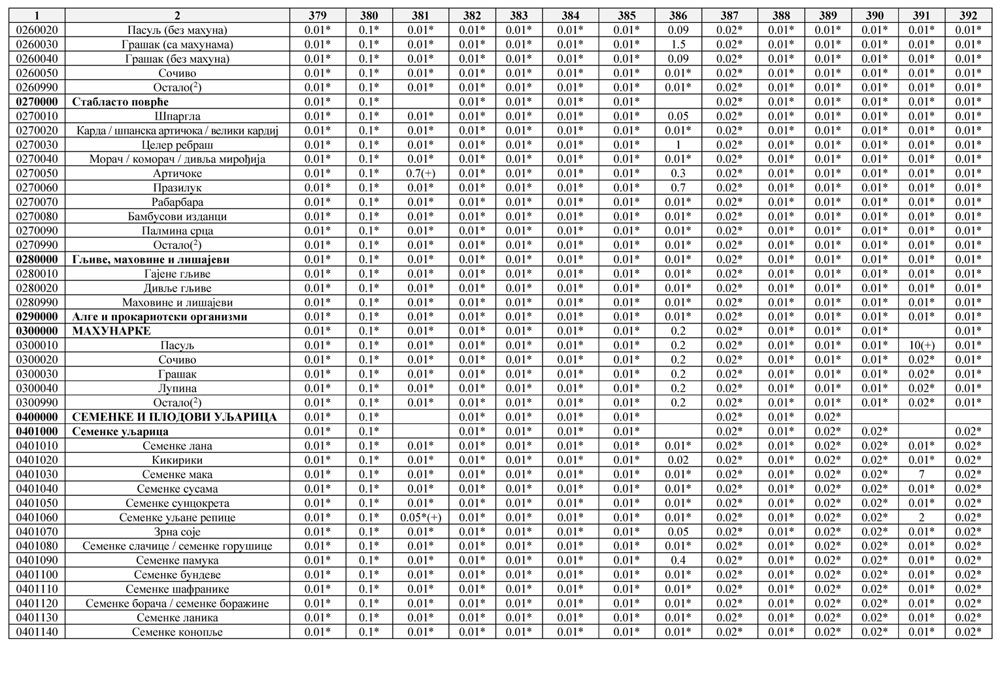 1 2 379 380 381 382 383 384 385 386 387 388 389 390 391 392
0260020 Пасуљ (без махуна) 0.01* 0.1* 0.01* 0.01* 0.01* 0.01* 0.01* 0.09 0.02* 0.01* 0.01* 0.01* 0.01* 0.01*
0260030 Грашак (са махунама) 0.01* 0.1* 0.01* 0.01* 0.01* 0.01* 0.01* 1.5 0.02* 0.01* 0.01* 0.01* 0.01* 0.01*
0260040 Грашак (без махуна) 0.01* 0.1* 0.01* 0.01* 0.01* 0.01* 0.01* 0.09 0.02* 0.01* 0.01* 0.01* 0.01* 0.01*
0260050 Сочиво 0.01* 0.1* 0.01* 0.01* 0.01* 0.01* 0.01* 0.01* 0.02* 0.01* 0.01* 0.01* 0.01* 0.01*
0260990 Остало(²) 0.01* 0.1* 0.01* 0.01* 0.01* 0.01* 0.01* 0.01* 0.02* 0.01* 0.01* 0.01* 0.01* 0.01*
0270000 Стабласто поврће 0.01* 0.1* 0.01* 0.01* 0.01* 0.01* 0.02* 0.01* 0.01* 0.01* 0.01* 0.01*
0270010 Шпаргла 0.01* 0.1* 0.01* 0.01* 0.01* 0.01* 0.01* 0.05 0.02* 0.01* 0.01* 0.01* 0.01* 0.01*
0270020 Карда / шпанска артичока / велики кардиј 0.01* 0.1* 0.01* 0.01* 0.01* 0.01* 0.01* 0.01* 0.02* 0.01* 0.01* 0.01* 0.01* 0.01*
0270030 Целер ребраш 0.01* 0.1* 0.01* 0.01* 0.01* 0.01* 0.01* 1 0.02* 0.01* 0.01* 0.01* 0.01* 0.01*
0270040 Морач / коморач / дивља мирођија 0.01* 0.1* 0.01* 0.01* 0.01* 0.01* 0.01* 0.01* 0.02* 0.01* 0.01* 0.01* 0.01* 0.01*
0270050 Артичоке 0.01* 0.1* 0.7(+) 0.01* 0.01* 0.01* 0.01* 0.3 0.02* 0.01* 0.01* 0.01* 0.01* 0.01*
0270060 Празилук 0.01* 0.1* 0.01* 0.01* 0.01* 0.01* 0.01* 0.7 0.02* 0.01* 0.01* 0.01* 0.01* 0.01*
0270070 Рабарбара 0.01* 0.1* 0.01* 0.01* 0.01* 0.01* 0.01* 0.01* 0.02* 0.01* 0.01* 0.01* 0.01* 0.01*
0270080 Бамбусови изданци 0.01* 0.1* 0.01* 0.01* 0.01* 0.01* 0.01* 0.01* 0.02* 0.01* 0.01* 0.01* 0.01* 0.01*
0270090 Палмина срца 0.01* 0.1* 0.01* 0.01* 0.01* 0.01* 0.01* 0.01* 0.02* 0.01* 0.01* 0.01* 0.01* 0.01*
0270990 Остало(²) 0.01* 0.1* 0.01* 0.01* 0.01* 0.01* 0.01* 0.01* 0.02* 0.01* 0.01* 0.01* 0.01* 0.01*
0280000 Гљиве, маховине и лишајеви 0.01* 0.1* 0.01* 0.01* 0.01* 0.01* 0.01* 0.01* 0.02* 0.01* 0.01* 0.01* 0.01* 0.01*
0280010 Гајене гљиве 0.01* 0.1* 0.01* 0.01* 0.01* 0.01* 0.01* 0.01* 0.02* 0.01* 0.01* 0.01* 0.01* 0.01*
0280020 Дивље гљиве 0.01* 0.1* 0.01* 0.01* 0.01* 0.01* 0.01* 0.01* 0.02* 0.01* 0.01* 0.01* 0.01* 0.01*
0280990 Маховине и лишајеви 0.01* 0.1* 0.01* 0.01* 0.01* 0.01* 0.01* 0.01* 0.02* 0.01* 0.01* 0.01* 0.01* 0.01*
0290000 Алге и прокариотски организми 0.01* 0.1* 0.01* 0.01* 0.01* 0.01* 0.01* 0.01* 0.02* 0.01* 0.01* 0.01* 0.01* 0.01*
0300000 МАХУНАРКЕ 0.01* 0.1* 0.01* 0.01* 0.01* 0.01* 0.01* 0.2 0.02* 0.01* 0.01* 0.01* 0.01*
0300010 Пасуљ 0.01* 0.1* 0.01* 0.01* 0.01* 0.01* 0.01* 0.2 0.02* 0.01* 0.01* 0.01* 10(+) 0.01*
0300020 Сочиво 0.01* 0.1* 0.01* 0.01* 0.01* 0.01* 0.01* 0.2 0.02* 0.01* 0.01* 0.01* 0.02* 0.01*
0300030 Грашак 0.01* 0.1* 0.01* 0.01* 0.01* 0.01* 0.01* 0.2 0.02* 0.01* 0.01* 0.01* 0.02* 0.01*
0300040 Лупина 0.01* 0.1* 0.01* 0.01* 0.01* 0.01* 0.01* 0.2 0.02* 0.01* 0.01* 0.01* 0.02* 0.01*
0300990 Остало(²) 0.01* 0.1* 0.01* 0.01* 0.01* 0.01* 0.01* 0.2 0.02* 0.01* 0.01* 0.01* 0.02* 0.01*
0400000 СЕМЕНКЕ И ПЛОДОВИ УЉАРИЦА 0.01* 0.1* 0.01* 0.01* 0.01* 0.01* 0.02* 0.01* 0.02*
0401000 Семенке уљарица 0.01* 0.1* 0.01* 0.01* 0.01* 0.01* 0.02* 0.01* 0.02* 0.02* 0.02*
0401010 Семенке лана 0.01* 0.1* 0.01* 0.01* 0.01* 0.01* 0.01* 0.01* 0.02* 0.01* 0.02* 0.02* 0.01* 0.02*
0401020 Кикирики 0.01* 0.1* 0.01* 0.01* 0.01* 0.01* 0.01* 0.02 0.02* 0.01* 0.02* 0.02* 0.01* 0.02*
0401030 Семенке мака 0.01* 0.1* 0.01* 0.01* 0.01* 0.01* 0.01* 0.01* 0.02* 0.01* 0.02* 0.02* 7 0.02*
0401040 Семенке сусама 0.01* 0.1* 0.01* 0.01* 0.01* 0.01* 0.01* 0.01* 0.02* 0.01* 0.02* 0.02* 0.01* 0.02*
0401050 Семенке сунцокрета 0.01* 0.1* 0.01* 0.01* 0.01* 0.01* 0.01* 0.01* 0.02* 0.01* 0.02* 0.02* 0.01* 0.02*
0401060 Семенке уљане репице 0.01* 0.1* 0.05*(+) 0.01* 0.01* 0.01* 0.01* 0.01* 0.02* 0.01* 0.02* 0.02* 2 0.02*
0401070 Зрна соје 0.01* 0.1* 0.01* 0.01* 0.01* 0.01* 0.01* 0.05 0.02* 0.01* 0.02* 0.02* 0.01* 0.02*
0401080 Семенке слачице / семенке горушице 0.01* 0.1* 0.01* 0.01* 0.01* 0.01* 0.01* 0.01* 0.02* 0.01* 0.02* 0.02* 0.01* 0.02*
0401090 Семенке памука 0.01* 0.1* 0.01* 0.01* 0.01* 0.01* 0.01* 0.4 0.02* 0.01* 0.02* 0.02* 0.01* 0.02*
0401100 Семенке бундеве 0.01* 0.1* 0.01* 0.01* 0.01* 0.01* 0.01* 0.01* 0.02* 0.01* 0.02* 0.02* 0.01* 0.02*
0401110 Семенке шафранике 0.01* 0.1* 0.01* 0.01* 0.01* 0.01* 0.01* 0.01* 0.02* 0.01* 0.02* 0.02* 0.01* 0.02*
0401120 Семенке борача / семенке боражине 0.01* 0.1* 0.01* 0.01* 0.01* 0.01* 0.01* 0.01* 0.02* 0.01* 0.02* 0.02* 0.01* 0.02*
0401130 Семенке ланика 0.01* 0.1* 0.01* 0.01* 0.01* 0.01* 0.01* 0.01* 0.02* 0.01* 0.02* 0.02* 0.01* 0.02*
0401140 Семенке конопље 0.01* 0.1* 0.01* 0.01* 0.01* 0.01* 0.01* 0.01* 0.02* 0.01* 0.02* 0.02* 0.01* 0.02*